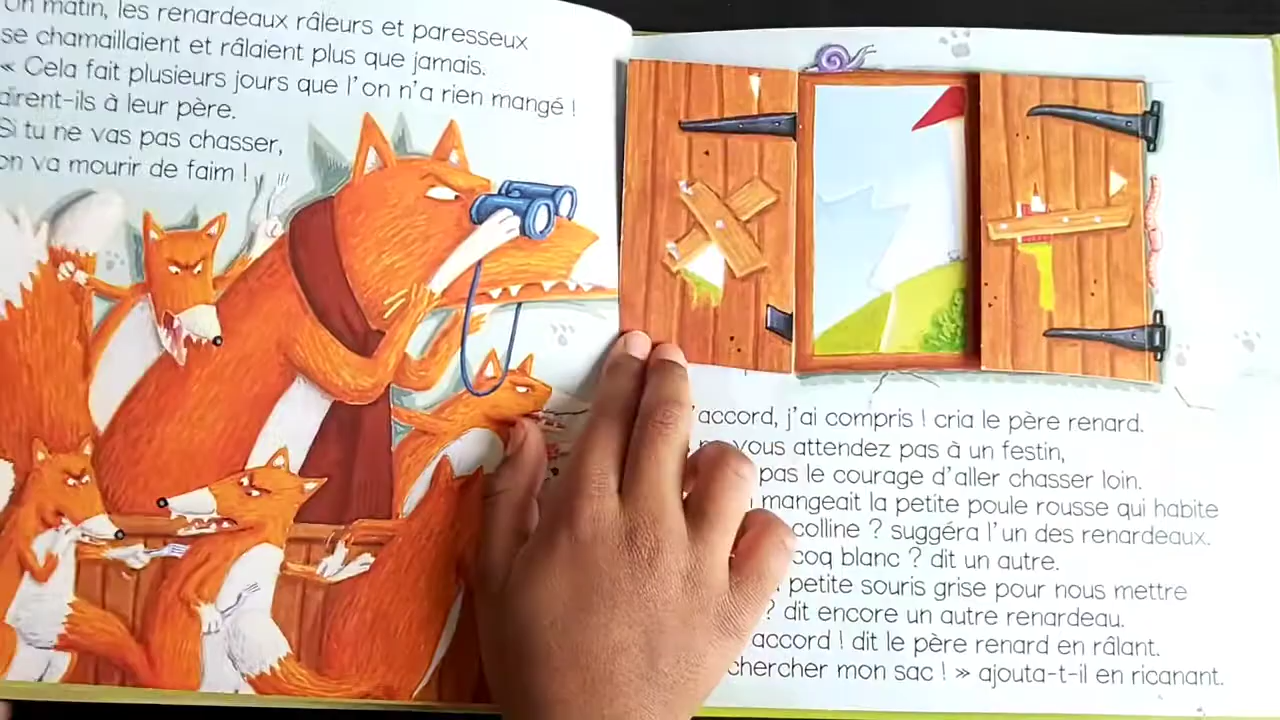 Un matin, les renardeaux râleurs et paresseux
se chamaillaient et râlaient plus que jamais.
« Cela fait plusieurs jours que l'on n'a rien mangé !
dirent-ils à leur père.
Si tu ne vas pas chasser,
on va mourir de faim !
'accord, j'ai compris ! cria le père renard.
vous attendez pas à un festin,
pas le courage d'aller chasser loin.
mangeait la petite poule rousse qui habite
colline ? suggéra l'un des renardeaux.
coq blanc ? dit un autre.
petite souris grise pour nous mettre
? dit encore un autre renardeau.
accord ! dit le père renard en râlant.
chercher mon sac ! » ajouta-t-il en ricanant.